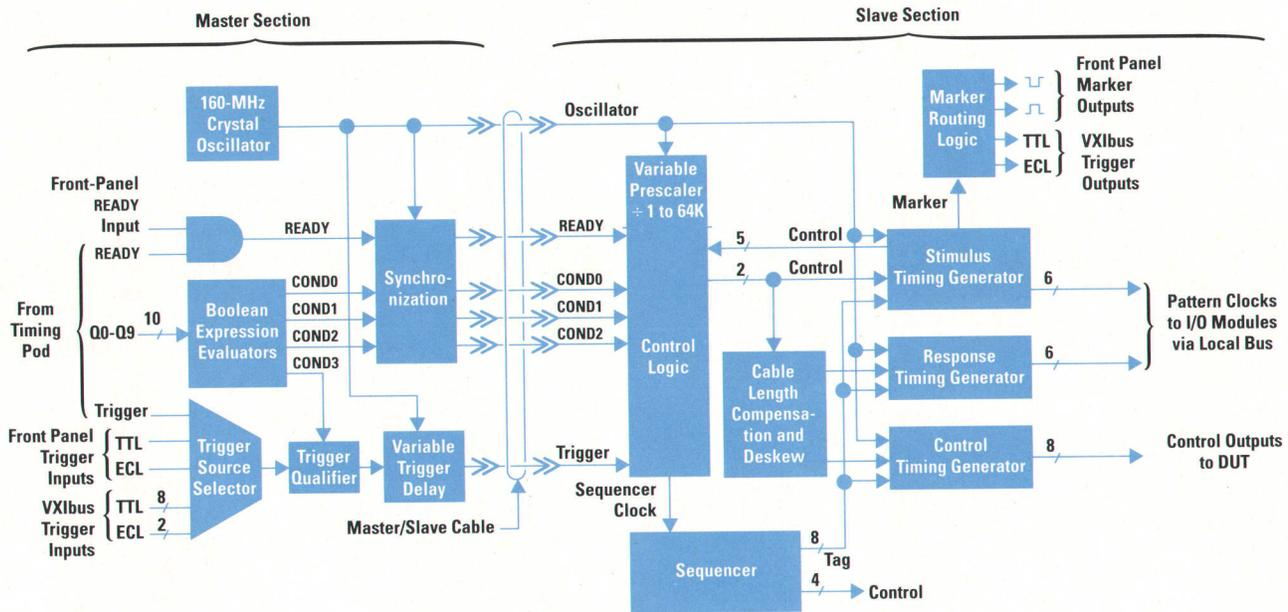 Master Section
Slave Section
160-MHz
Crystal
Oscillator
Oscillator
Front-Panel
READY
Input
READY
READY
From
Timing
Pod
Q0-Q9
10
Boolean
Expression
Evaluators
COND0
COND1
COND2
COND3
Synchro-
nization
Trigger
Front Panel
Trigger
Inputs
TTL
ECL
VXIbus
Trigger
Inputs
TTL
8
ECL
2
Trigger
Source
Selector
Trigger
Qualifier
Variable
Trigger
Delay
Master/Slave Cable
READY
COND0
COND1
COND2
Trigger
Variable
Prescaler
÷ 1 to 64K
Control
Logic
Sequencer
Clock
Sequencer
8
Tag
4
Control
5
Control
2
Control
Cable
Length
Compensa-
tion and
Deskew
Marker
Routing
Logic
Marker
Front Panel
Marker
Outputs
TTL
ECL
VXIbus
Trigger
Outputs
Stimulus
Timing Generator
6
Response
Timing Generator
6
Control
Timing Generator
8
Pattern Clocks
to I/O Modules
via Local Bus
Control Outputs
to DUT